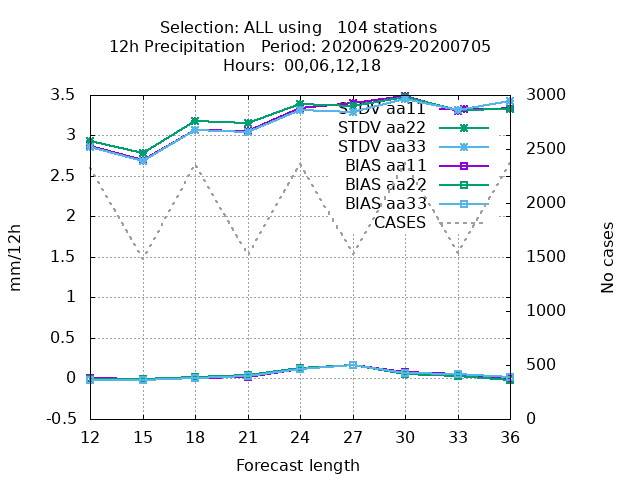 Selection: ALL using 104 stations
12h Precipitation Period: 20200629-20200705
Hours: 00,06,12,18
3.5
3
2.5
2
1.5
1
0.5
0
-0.5
mm/12h
3000
2500
2000
1500
1000
500
0
No cases
STDV aa11
STDV aa22
STDV aa33
BIAS aa11
BIAS aa22
BIAS aa33
CASES
12 15 18 21 24 27 30 33 36
Forecast length